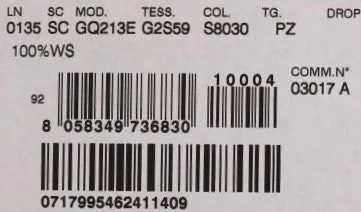 LN SC MOD. TESS. COL. TG. DROP
0135 SC GQ213E G2S59 S8030 PZ
100%WS
10004
COMM.N°
03017 A
92
8 058349 736830
0717995462411409